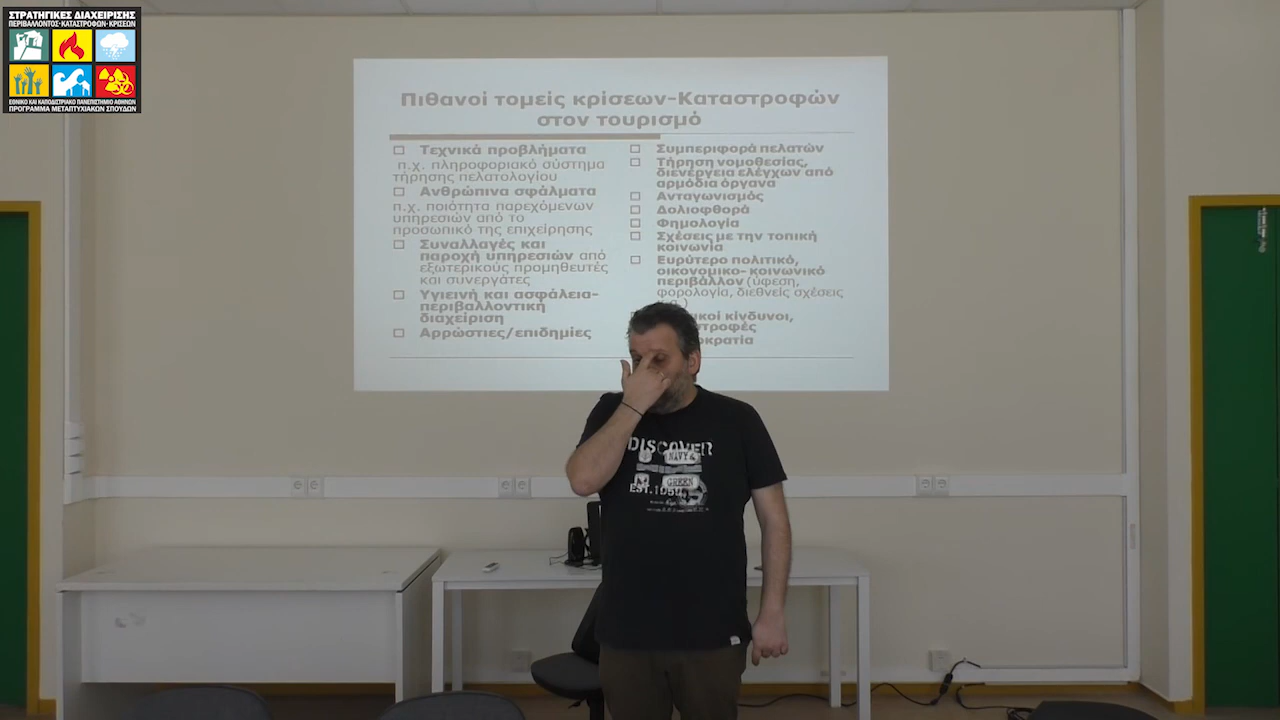 ΣΤΡΑΤΗΓΙΚΕΣ ΔΙΑΧΕΙΡΙΣΗΣ
ΠΕΡΙΒΑΛΛΟΝΤΟΣ·ΚΑΤΑΣΤΡΟΦΩΝ·ΚΡΙΣΕΩΝ
ΕΘΝΙΚΟ ΚΑΙ ΚΑΠΟΔΙΣΤΡΙΑΚΟ ΠΑΝΕΠΙΣΤΗΜΙΟ ΑΘΗΝΩΝ
ΠΡΟΓΡΑΜΜΑ ΜΕΤΑΠΤΥΧΙΑΚΩΝ ΣΠΟΥΔΩΝ
Πιθανοί τομείς κρίσεων-Καταστροφών
στον τουρισμό
Τεχνικά προβλήματα
π.χ. πληροφοριακό σύστημα
τήρησης πελατολογίου
Ανθρώπινα σφάλματα
π.χ. ποιότητα παρεχόμενων
υπηρεσιών από το
προσωπικό της επιχείρησης
Συναλλαγές και
παροχή υπηρεσιών από
εξωτερικούς προμηθευτές
και συνεργάτες
Υγιεινή και ασφάλεια-
περιβαλλοντική
διαχείριση
Αρρώστιες/επιδημίες
Συμπεριφορά πελατών
Τήρηση νομοθεσίας,
διενέργεια ελέγχων από
αρμόδια όργανα
Ανταγωνισμός
Δολιοφθορά
Φημολογία
Σχέσεις με την τοπική
κοινωνία
Ευρύτερο πολιτικό,
οικονομικο- κοινωνικό
περιβάλλον (ύφεση,
φορολογία, διεθνείς σχέσεις
κίνδυνοι,
DISCOVER
NAVY &
GREEN